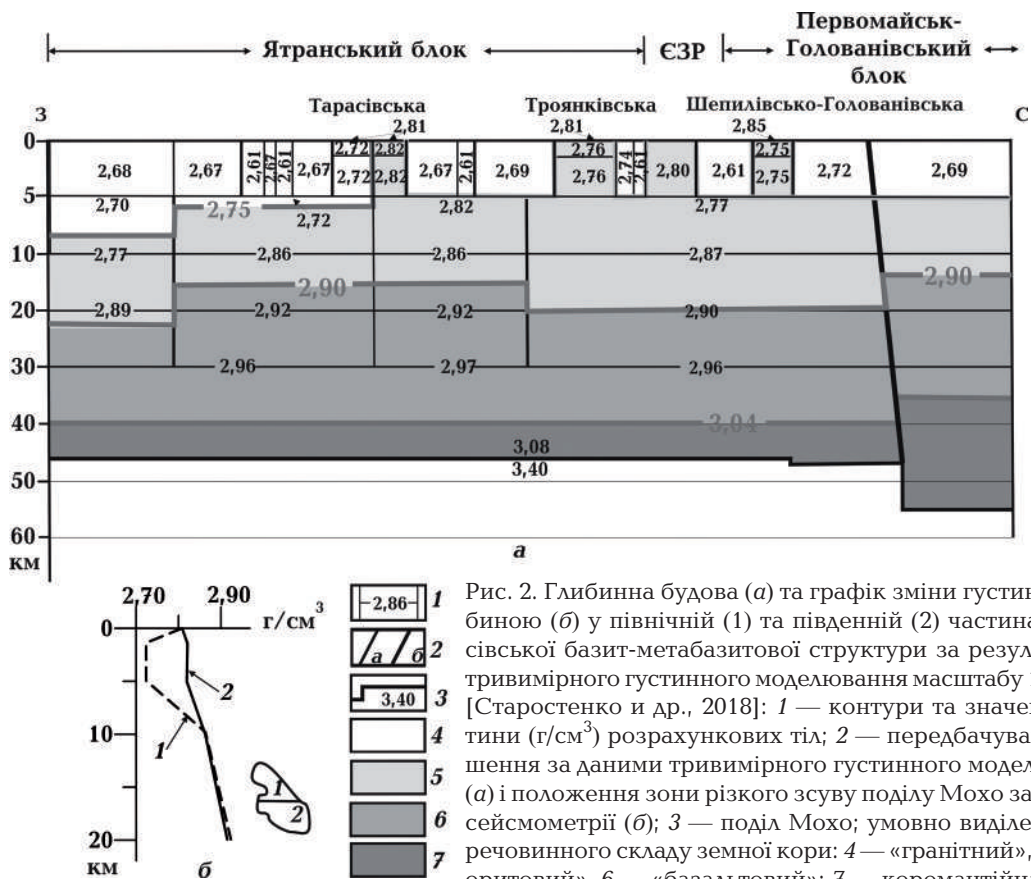 Ятранський блок
ЄЗР
Первомайськ-
Голованівський
блок
Тарасівська
Троянківська
Шепилівсько-Голованівська
З
2,81
2,81
2,85
С
0
2,68
2,67
2,61
2,67
2,61
2,67
2,72
2,72
2,82
2,82
2,67
2,61
2,69
2,76
2,76
2,74
2,61
2,80
2,61
2,75
2,75
2,72
2,69
5
2,70
2,75
2,72
2,82
2,77
10
2,77
2,86
2,86
2,87
2,90
2,90
20
2,89
2,92
2,92
2,90
30
2,96
2,97
2,96
40
3,04
3,08
3,40
50
60
км
а
2,70
2,90
г/см³
0
2
10
1
1
2
20
км
б
2,86
1
а
б
2
3,40
3
4
5
6
7
Рис. 2. Глибинна будова (а) та графік зміни густин
биною (б) у північній (1) та південній (2) частина
сівської базит-метабазитової структури за резул
тривимірного густинного моделювання масштабу
[Старостенко и др., 2018]: 1 — контури та значе
тини (г/см³) розрахункових тіл; 2 — передбачува
шення за даними тривимірного густинного модел
(а) і положення зони різкого зсуву поділу Мохо за
сейсмометрії (б); 3 — поділ Мохо; умовно виділе
речовинного складу земної кори: 4 — «гранітний»,
оритовий», 6 — «базальтовий»; 7 — коромантійн